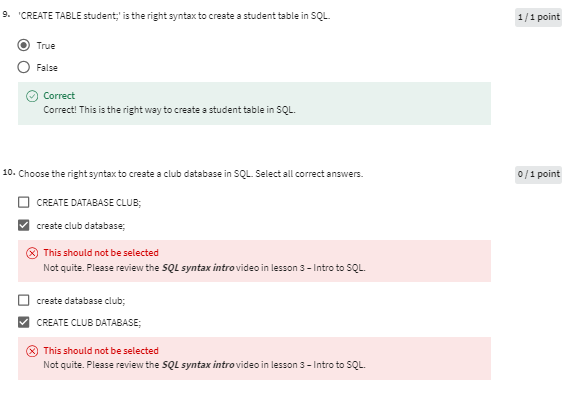 9. 'CREATE TABLE student;' is the right syntax to create a student table in SQL.
1 / 1 point
True
False
Correct
Correct! This is the right way to create a student table in SQL.
10. Choose the right syntax to create a club database in SQL. Select all correct answers.
0 / 1 point
CREATE DATABASE CLUB;
create club database;
This should not be selected
Not quite. Please review the SQL syntax intro video in lesson 3 – Intro to SQL.
create database club;
CREATE CLUB DATABASE;
This should not be selected
Not quite. Please review the SQL syntax intro video in lesson 3 – Intro to SQL.